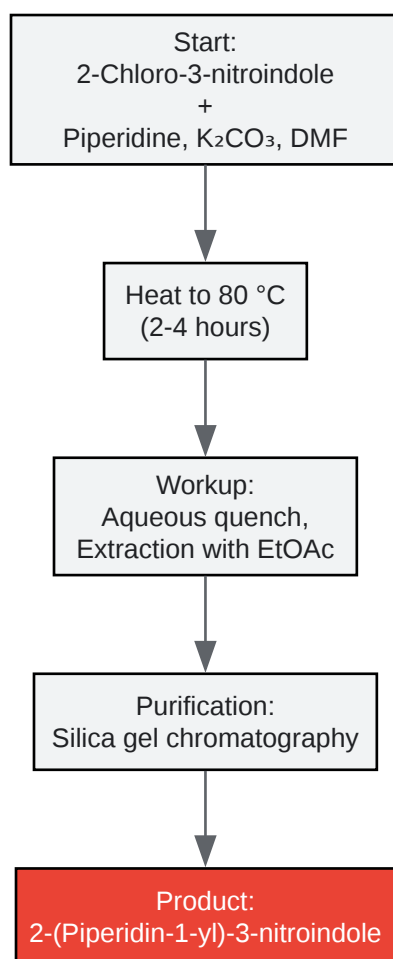 Start:
2-Chloro-3-nitroindole
+
Piperidine, K₂CO₃, DMF
Heat to 80 °C
(2-4 hours)
Workup:
Aqueous quench,
Extraction with EtOAc
Purification:
Silica gel chromatography
Product:
2-(Piperidin-1-yl)-3-nitroindole